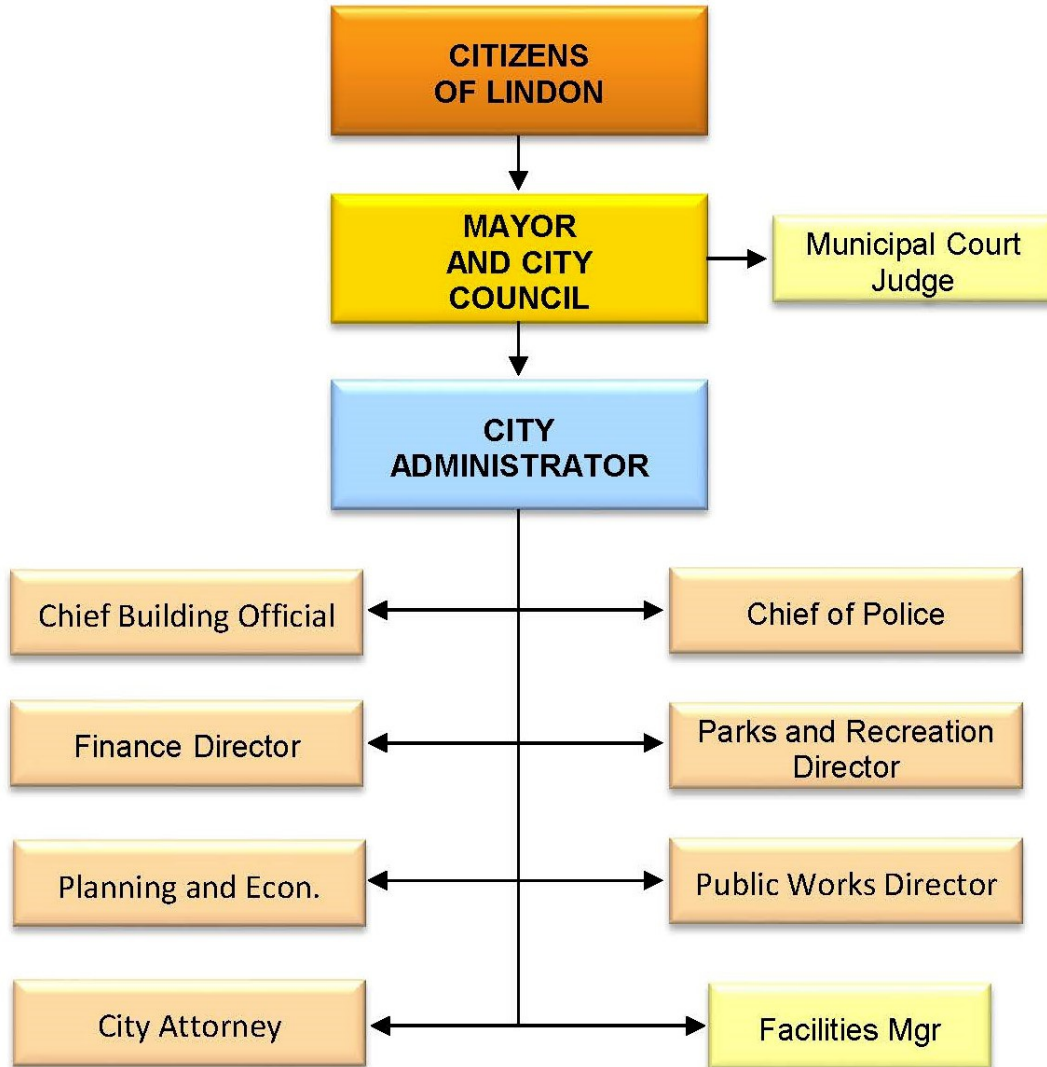 CITIZENS
OF LINDON
MAYOR
AND CITY
COUNCIL
Municipal Court
Judge
CITY
ADMINISTRATOR
Chief Building Official
Chief of Police
Finance Director
Parks and Recreation
Director
Planning and Econ.
Public Works Director
City Attorney
Facilities Mgr